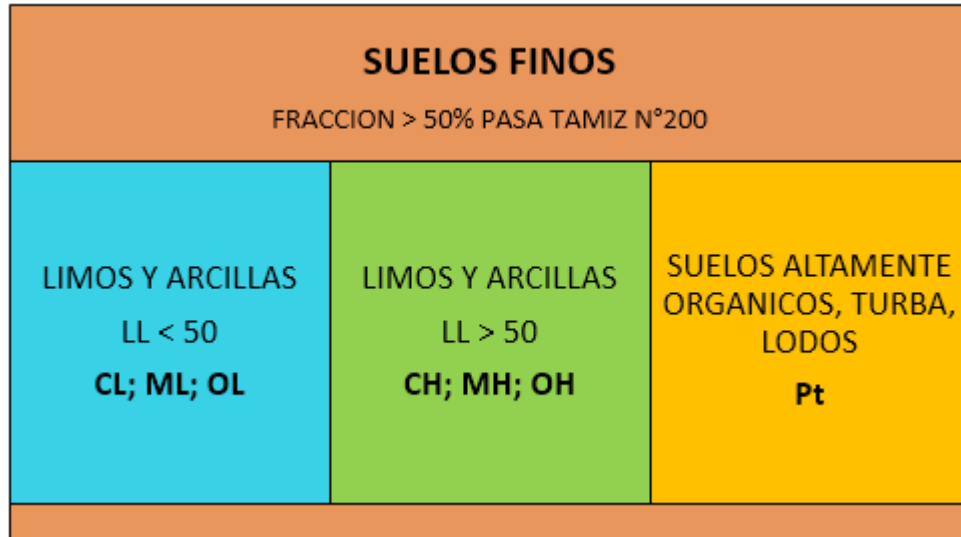 SUELOS FINOS
FRACCION > 50% PASA TAMIZ N°200
LIMOS Y ARCILLAS
LL < 50
CL; ML; OL
LIMOS Y ARCILLAS
LL > 50
CH; MH; OH
SUELOS ALTAMENTE
ORGANICOS, TURBA,
LODOS
Pt